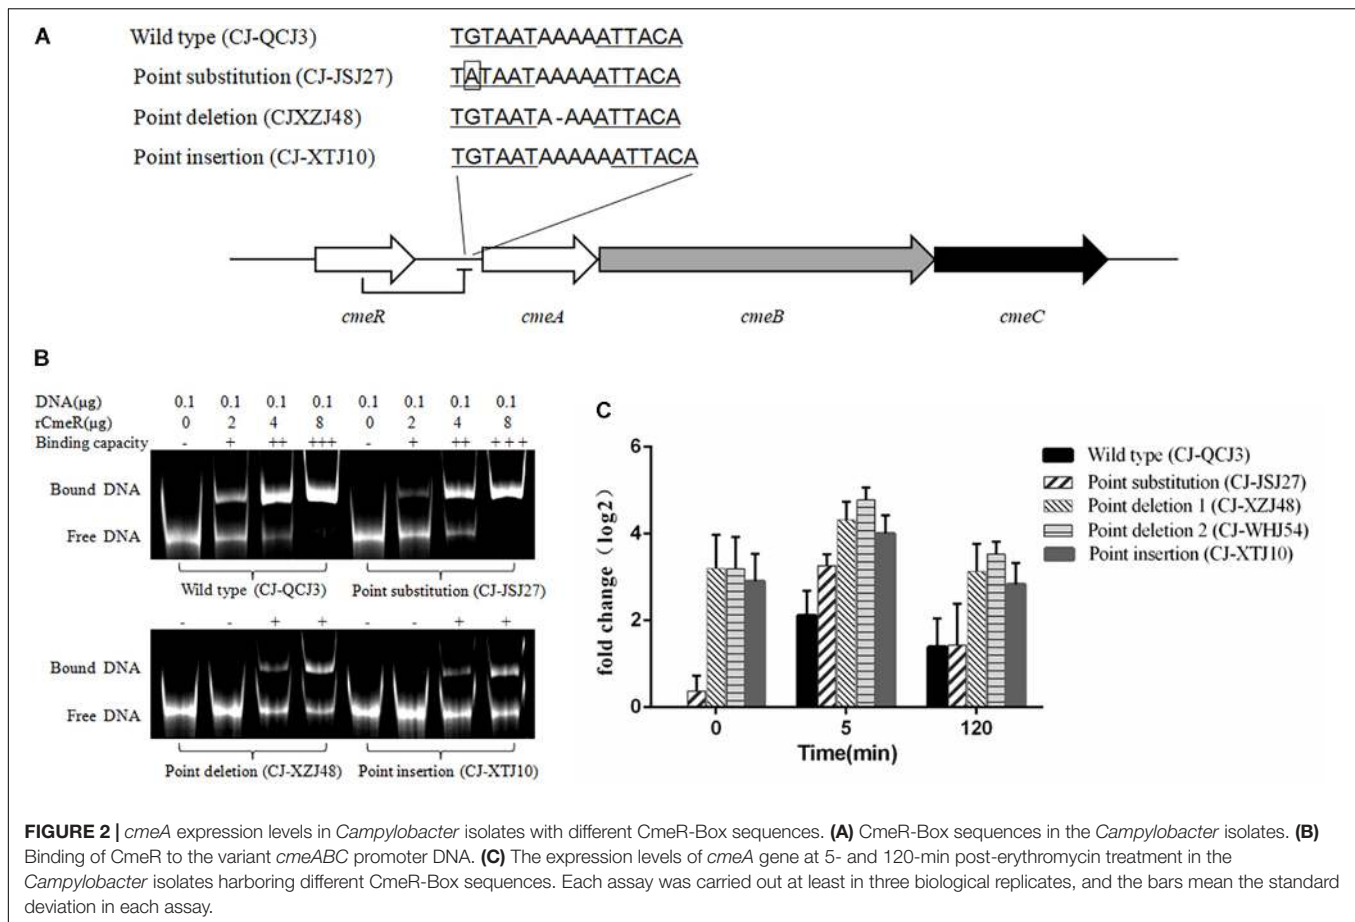 A
Wild type (CJ-QCJ3) TGTAATAAAAATTACA
Point substitution (CJ-JSJ27) TATAATAAAAATTACA
Point deletion (CJXZJ48) TGTAATA-AAATTACA
Point insertion (CJ-XTJ10) TGTAATAAAAAATTACA
cmeR cmeA cmeB cmeC
B
DNA(µg) 0.1 0.1 0.1 0.1 0.1 0.1 0.1 0.1
rCmeR(µg) 0 2 4 8 0 2 4 8
Binding capacity - + ++ +++ - + ++ +++
Bound DNA
Free DNA
Wild type (CJ-QCJ3) Point substitution (CJ-JSJ27)
- - + + - - + +
Bound DNA
Free DNA
Point deletion (CJ-XZJ48) Point insertion (CJ-XTJ10)
C
fold change (log2)
6
4
2
0
0 5 120
Time(min)
Wild type (CJ-QCJ3)
Point substitution (CJ-JSJ27)
Point deletion 1 (CJ-XZJ48)
Point deletion 2 (CJ-WHJ54)
Point insertion (CJ-XTJ10)
FIGURE 2 | cmeA expression levels in Campylobacter isolates with different CmeR-Box sequences. (A) CmeR-Box sequences in the Campylobacter isolates. (B)
Binding of CmeR to the variant cmeABC promoter DNA. (C) The expression levels of cmeA gene at 5- and 120-min post-erythromycin treatment in the
Campylobacter isolates harboring different CmeR-Box sequences. Each assay was carried out at least in three biological replicates, and the bars mean the standard
deviation in each assay.